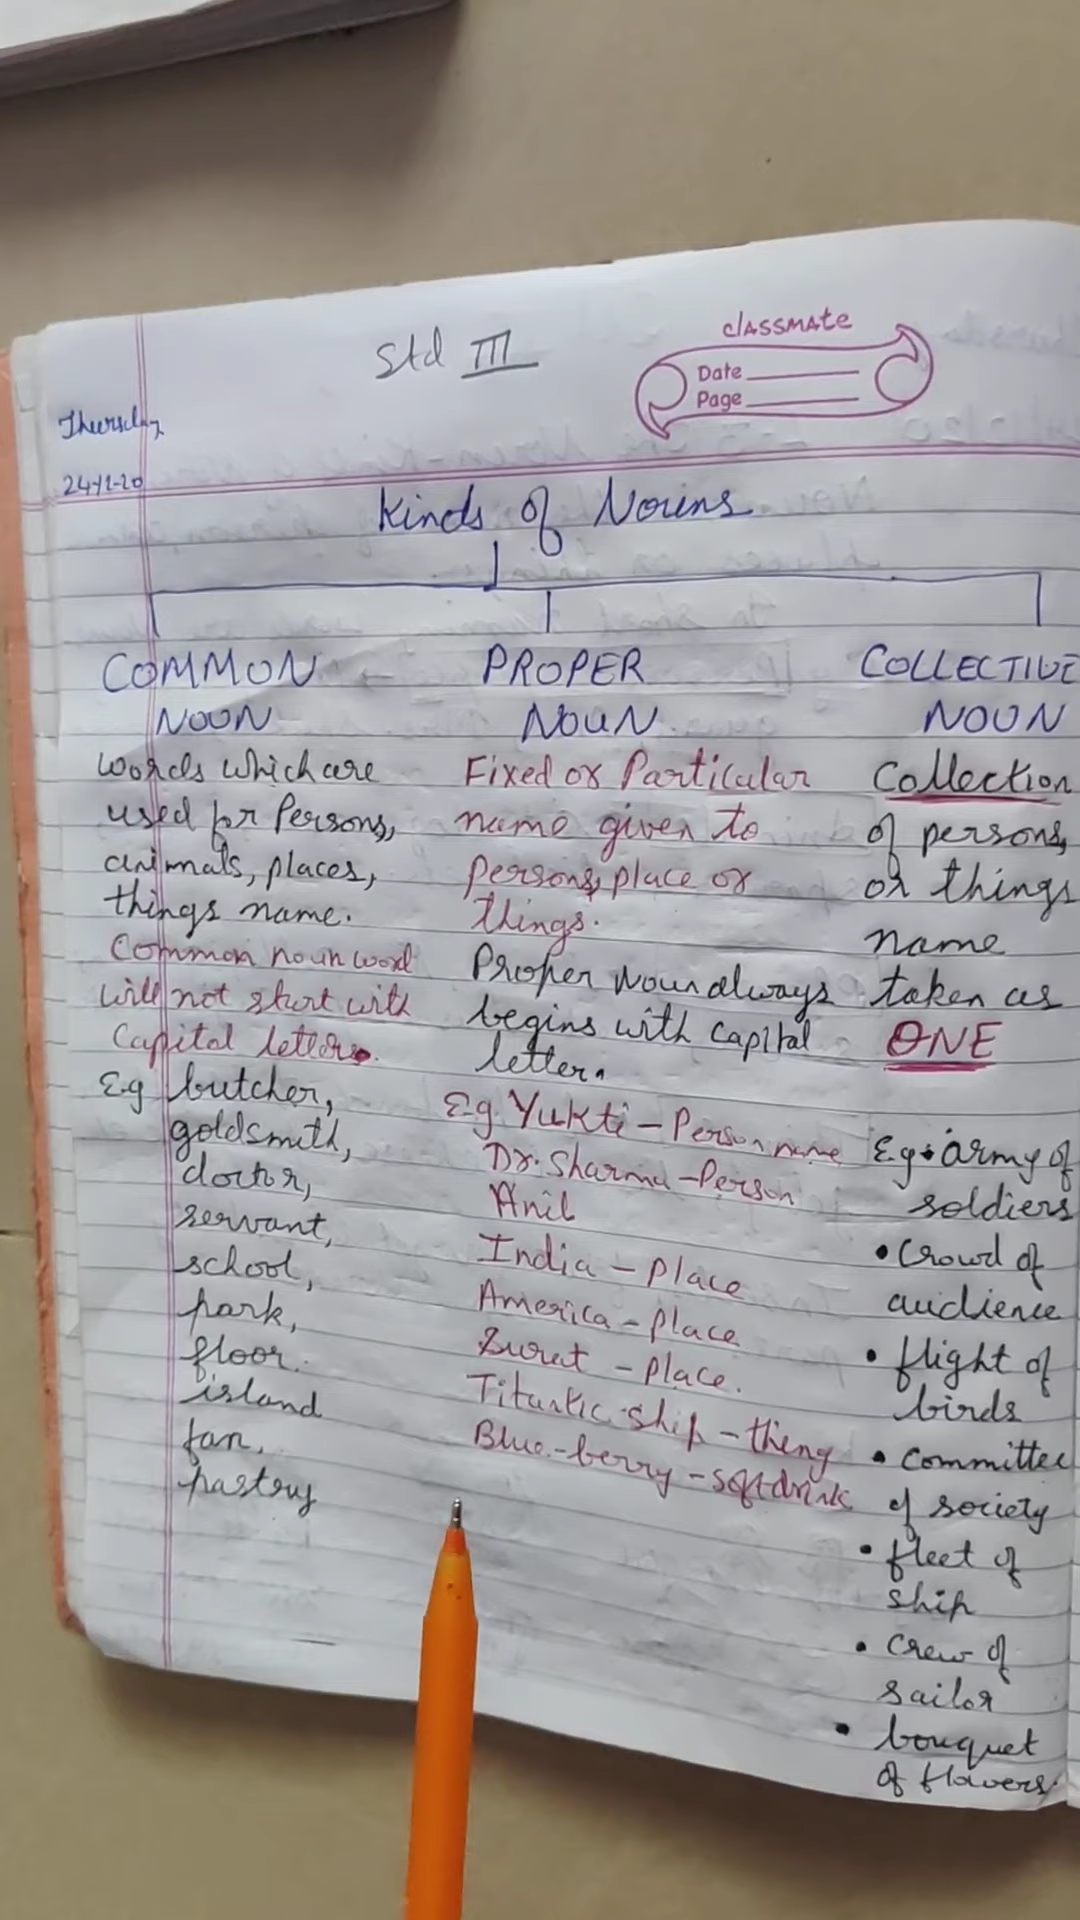 Std III
classmate
Date
Page
Thursday
24-12-20
Kinds of Nouns
COMMON
NOUN
words which are
used for Persons,
animals, places,
things name.
Common noun word
will not start with
Capital letters.
E.g butcher,
goldsmith,
doctor,
servant,
school,
park,
floor.
island
fan,
pastry
PROPER
NOUN
Fixed or Particular
name given to
persons, place or
things.
Proper Noun always
begins with capital
letter.
E.g Yukti - Person name
Dr. Sharma - Person
Anil
India - place
America - place
Surat - place.
Titantic ship - thing
Blue-berry - soft drink
COLLECTIVE
NOUN
Collection
of persons,
or things
name
taken as
ONE
E.g • army of
soldiers
• Crowd of
audience
• flight of
birds
• committee
of society
• fleet of
ship
• crew of
sailor
• bouquet
of flowers.